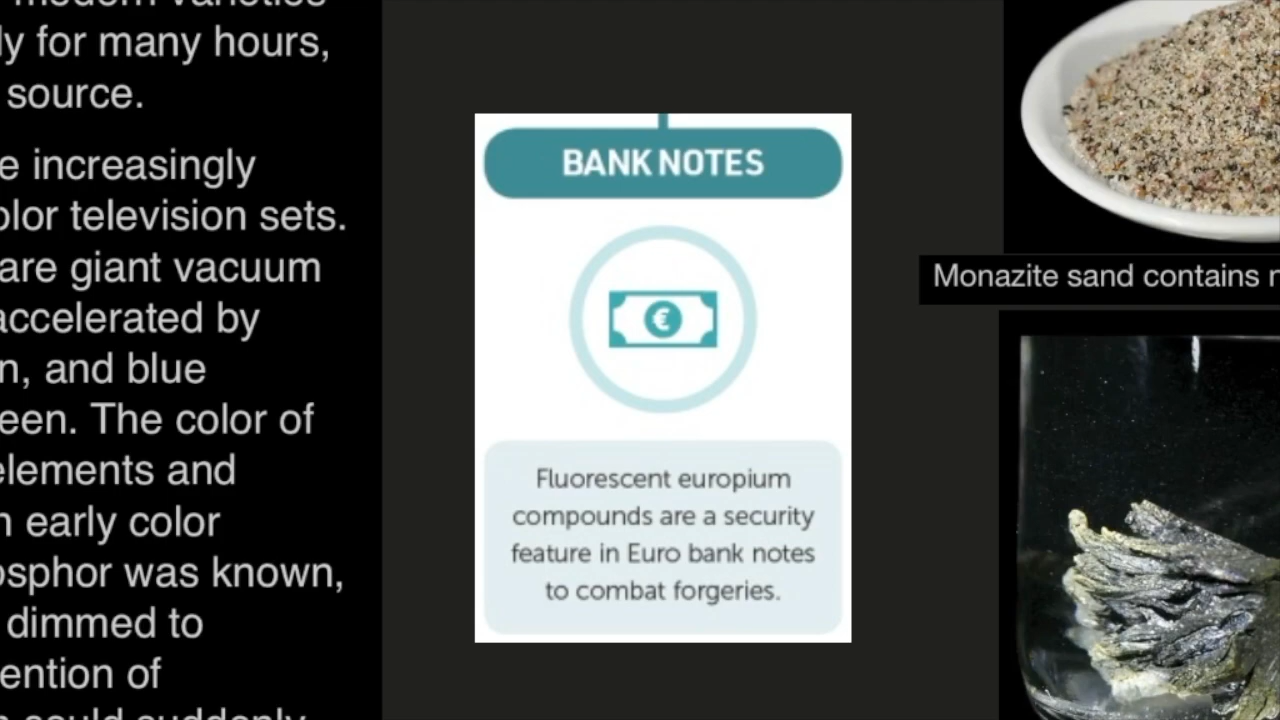 modern varieties
ly for many hours,
source.
e increasingly
olor television sets.
are giant vacuum
accelerated by
n, and blue
een. The color of
elements and
n early color
osphor was known,
dimmed to
ention of
could suddenly
BANK NOTES
€
Fluorescent europium
compounds are a security
feature in Euro bank notes
to combat forgeries.
Monazite sand contains